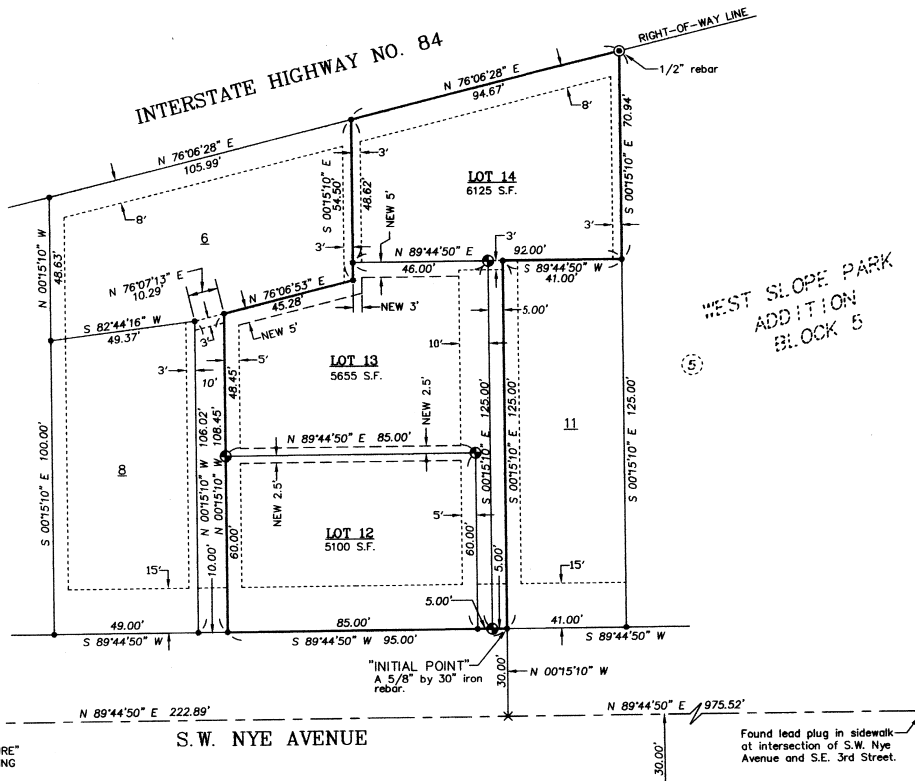 INTERSTATE HIGHWAY NO. 84
RIGHT-OF-WAY LINE
1/2" rebar
N 76°06'28" E
94.67'
8'
N 76°06'28" E
105.99'
8'
S 00°15'10" E
70.94'
3'
LOT 14
6125 S.F.
S 00°15'10" E
54.50'
48.62'
3'
3'
NEW 5'
N 89°44'50" E
46.00'
3'
92.00'
S 89°44'50" W
41.00'
5.00'
N 00°15'10" W
48.63'
6
N 76°07'13" E
10.29'
N 76°06'53" E
45.28'
NEW 5'
NEW 3'
S 82°44'16" W
49.37'
3'
3'
10'
5'
48.45'
LOT 13
5655 S.F.
10'
WEST SLOPE PARK
ADDITION
BLOCK 5
5
N 00°15'10" W 106.02'
N 00°15'10" W 108.45'
S 00°15'10" E 100.00'
8
N 89°44'50" E 85.00'
NEW 2.5'
NEW 2.5'
S 00°15'10" E 125.00'
S 00°15'10" E 125.00'
11
S 00°15'10" E 125.00'
LOT 12
5100 S.F.
5'
60.00'
60.00'
10.00'
15'
5.00'
5.00'
15'
49.00'
S 89°44'50" W
85.00'
S 89°44'50" W 95.00'
41.00'
S 89°44'50" W
"INITIAL POINT"
A 5/8" by 30" iron
rebar.
30.00'
N 00°15'10" W
N 89°44'50" E 222.89'
N 89°44'50" E 975.52'
S.W. NYE AVENUE
30.00'
Found lead plug in sidewalk
at intersection of S.W. Nye
Avenue and S.E. 3rd Street.
RE"
NG